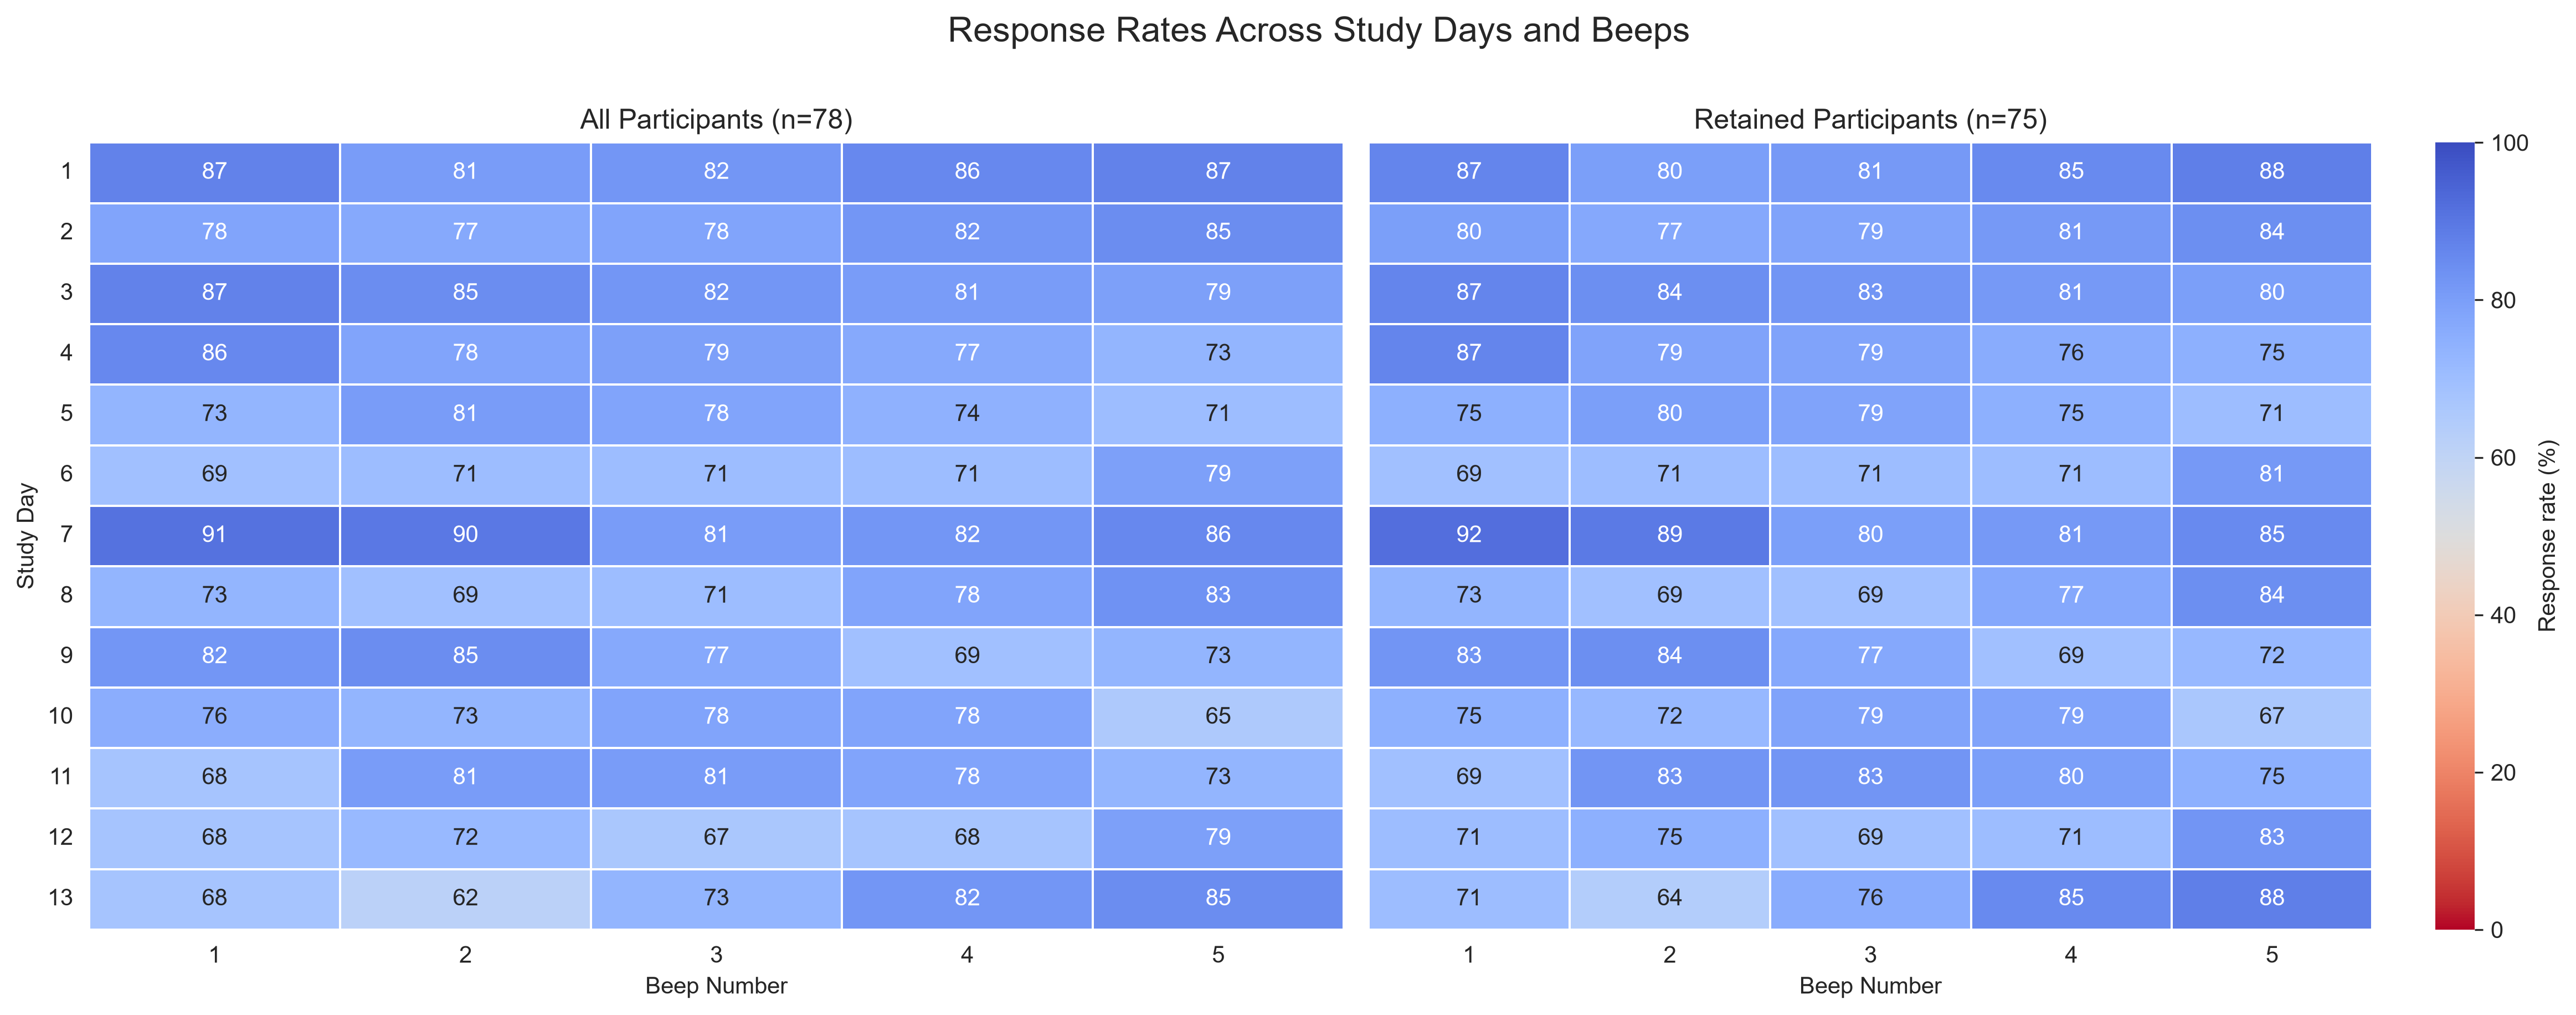 Response Rates Across Study Days and Beeps
All Participants (n=78)
Retained Participants (n=75)
Study Day
1 87 81 82 86 87
2 78 77 78 82 85
3 87 85 82 81 79
4 86 78 79 77 73
5 73 81 78 74 71
6 69 71 71 71 79
7 91 90 81 82 86
8 73 69 71 78 83
9 82 85 77 69 73
10 76 73 78 78 65
11 68 81 81 78 73
12 68 72 67 68 79
13 68 62 73 82 85
1 2 3 4 5
Beep Number
87 80 81 85 88
80 77 79 81 84
87 84 83 81 80
87 79 79 76 75
75 80 79 75 71
69 71 71 71 81
92 89 80 81 85
73 69 69 77 84
83 84 77 69 72
75 72 79 79 67
69 83 83 80 75
71 75 69 71 83
71 64 76 85 88
1 2 3 4 5
Beep Number
100
80
60
40
20
0
Response rate (%)